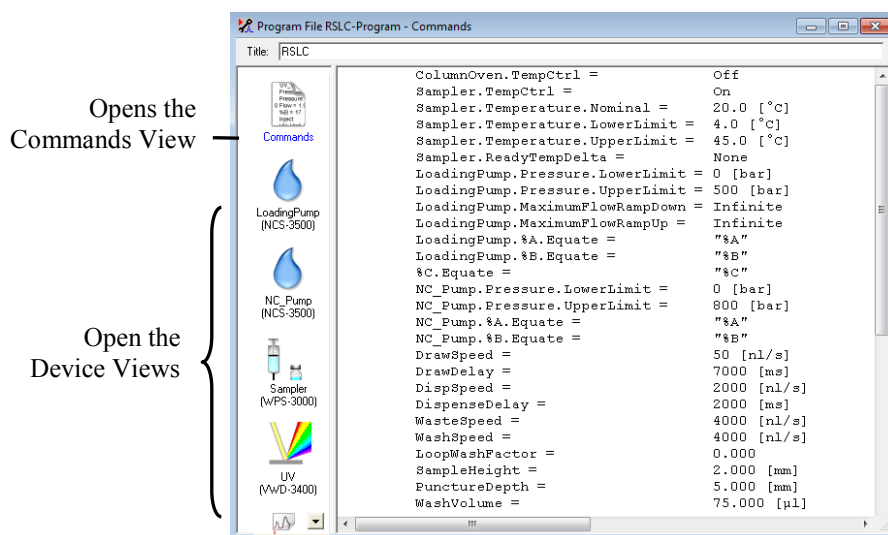 Program File RSLC-Program - Commands
Title: RSLC
Opens the
Commands View
Commands
LoadingPump
(NCS-3500)
NC_Pump
(NCS-3500)
Open the
Device Views
Sampler
(WPS-3000)
UV
(VWD-3400)
ColumnOven.TempCtrl = Off
Sampler.TempCtrl = On
Sampler.Temperature.Nominal = 20.0 [°C]
Sampler.Temperature.LowerLimit = 4.0 [°C]
Sampler.Temperature.UpperLimit = 45.0 [°C]
Sampler.ReadyTempDelta = None
LoadingPump.Pressure.LowerLimit = 0 [bar]
LoadingPump.Pressure.UpperLimit = 500 [bar]
LoadingPump.MaximumFlowRampDown = Infinite
LoadingPump.MaximumFlowRampUp = Infinite
LoadingPump.%A.Equate = "%A"
LoadingPump.%B.Equate = "%B"
%C.Equate = "%C"
NC_Pump.Pressure.LowerLimit = 0 [bar]
NC_Pump.Pressure.UpperLimit = 800 [bar]
NC_Pump.%A.Equate = "%A"
NC_Pump.%B.Equate = "%B"
DrawSpeed = 50 [nl/s]
DrawDelay = 7000 [ms]
DispSpeed = 2000 [nl/s]
DispenseDelay = 2000 [ms]
WasteSpeed = 4000 [nl/s]
WashSpeed = 4000 [nl/s]
LoopWashFactor = 0.000
SampleHeight = 2.000 [mm]
PunctureDepth = 5.000 [mm]
WashVolume = 75.000 [µl]